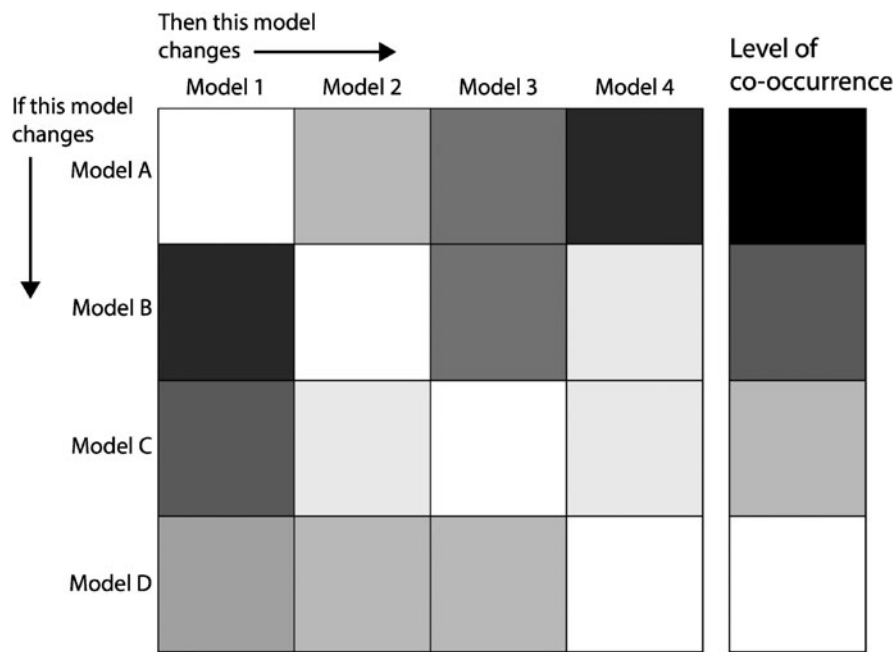 Then this model
changes
Level of
co-occurrence
Model 1
Model 2
Model 3
Model 4
If this model
changes
Model A
Model B
Model C
Model D